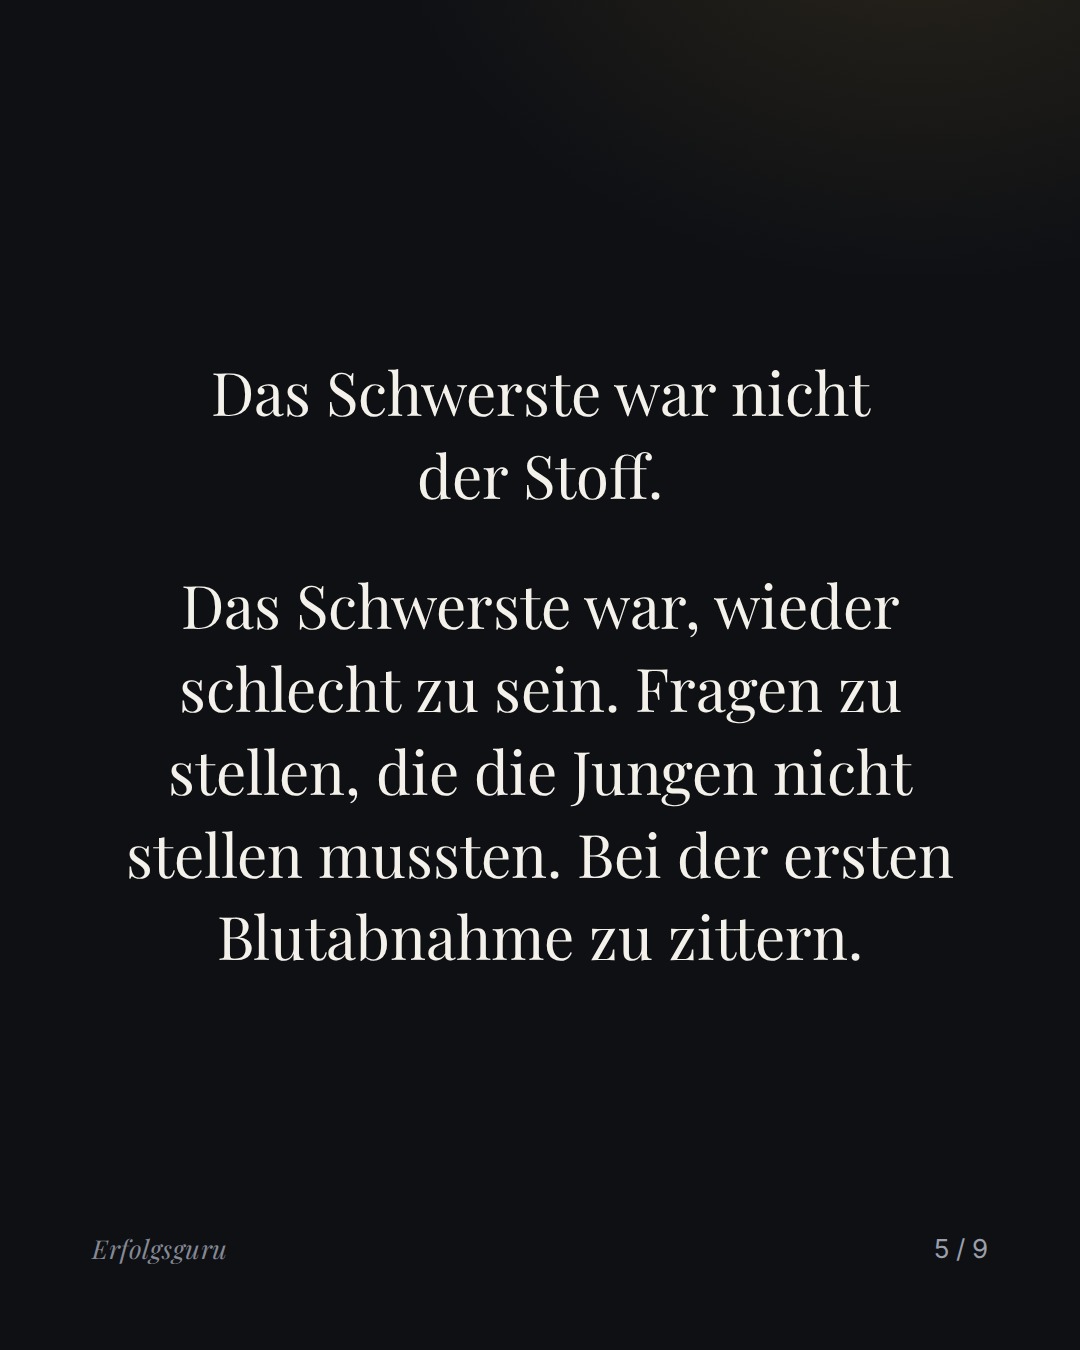 Das Schwerste war nicht
der Stoff.
Das Schwerste war, wieder
schlecht zu sein. Fragen zu
stellen, die die Jungen nicht
stellen mussten. Bei der ersten
Blutabnahme zu zittern.
Erfolgsguru
5 / 9